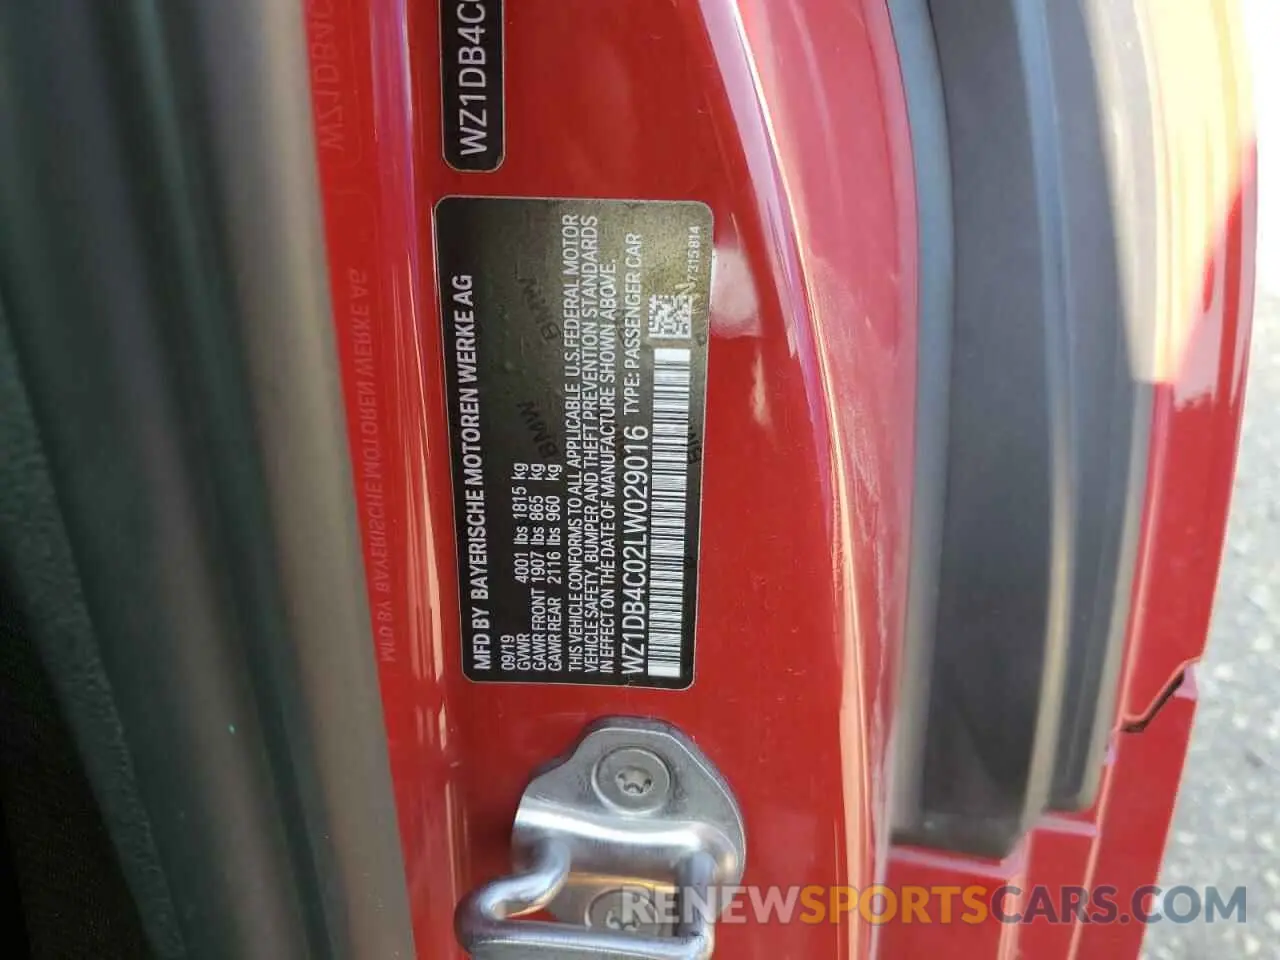 WZ1DB4C
MFD BY BAYERISCHE MOTOREN WERKE AG
09/19
GVWR 4001 lbs 1815 kg
GAWR FRONT 1907 lbs 865 kg
GAWR REAR 2116 lbs 960 kg
THIS VEHICLE CONFORMS TO ALL APPLICABLE U.S.FEDERAL MOTOR
VEHICLE SAFETY, BUMPER AND THEFT PREVENTION STANDARDS
IN EFFECT ON THE DATE OF MANUFACTURE SHOWN ABOVE.
WZ1DB4C02LW029016 TYPE: PASSENGER CAR
7315814
BMW BMW
RENEWSPORTSCARS.COM